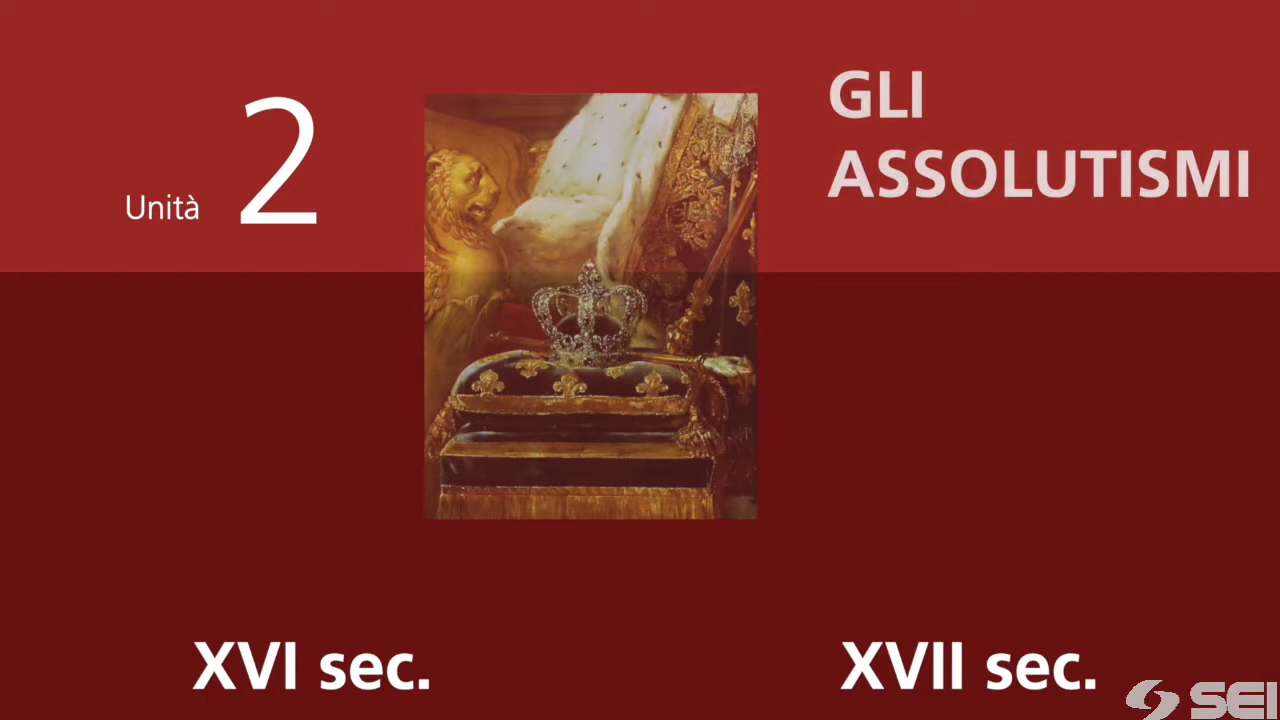 Unità 2
GLI
ASSOLUTISMI
XVI sec.
XVII sec.
SEI